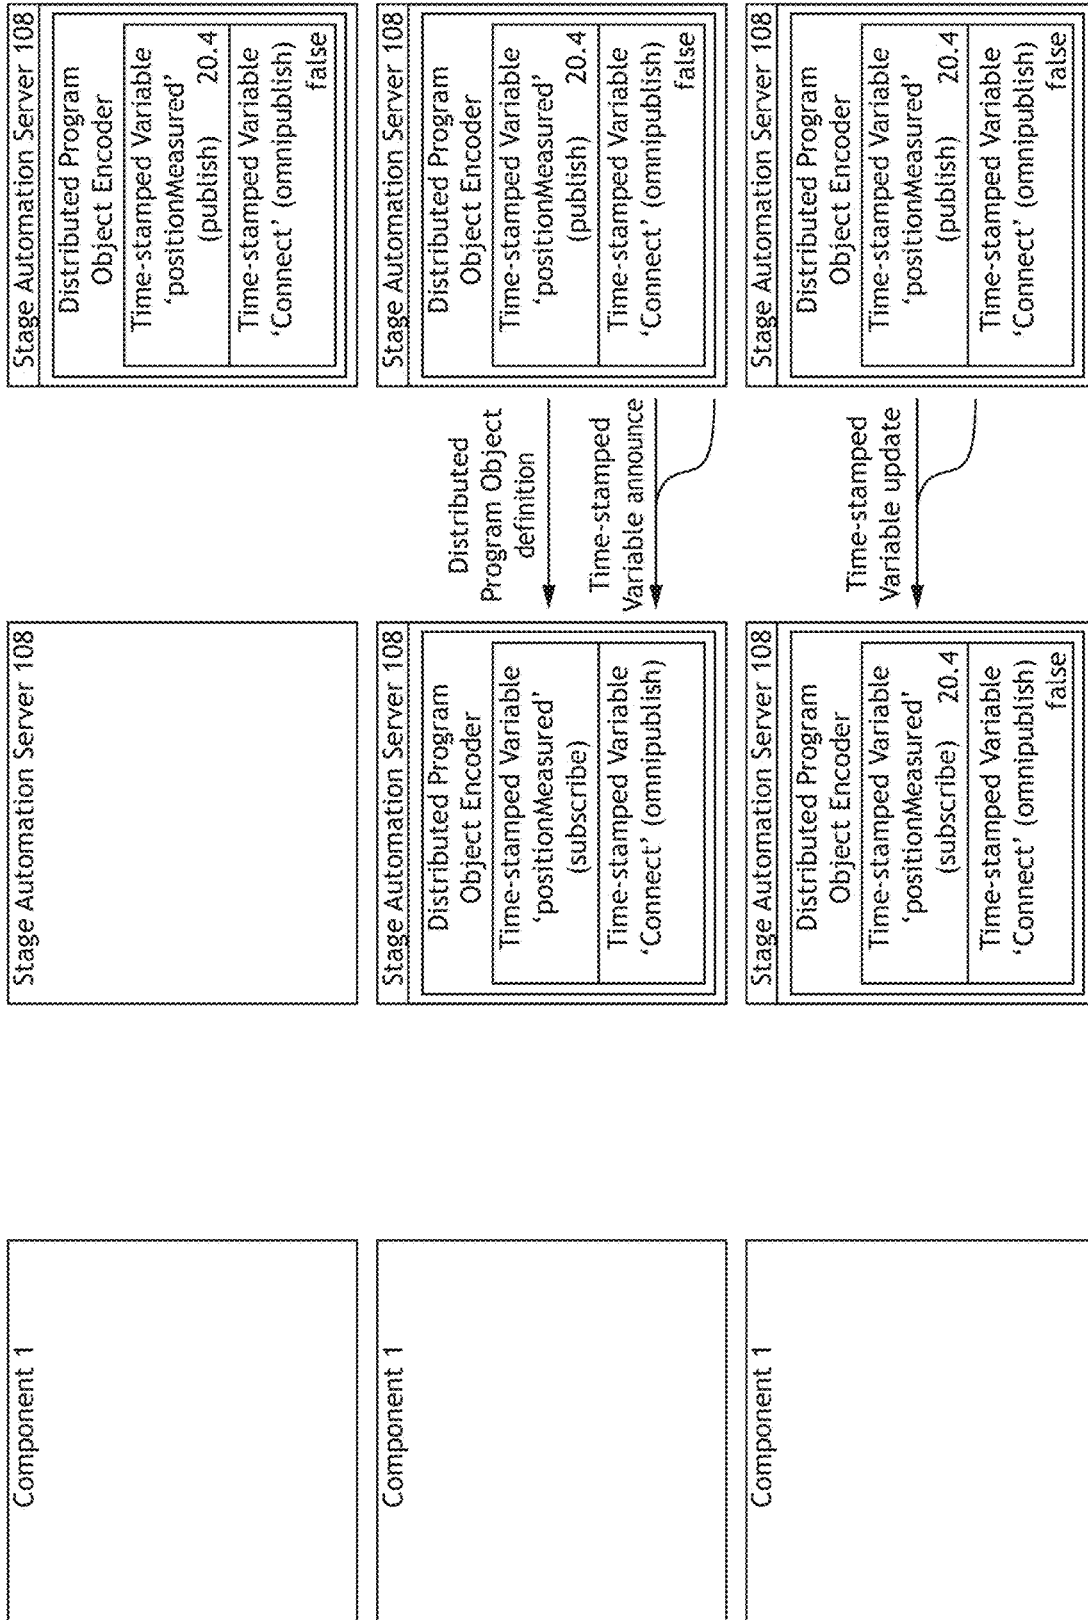 Component 1
Stage Automation Server 108
Stage Automation Server 108
Distributed Program
Object Encoder
Time-stamped Variable
‘positionMeasured’
(publish) 20.4
Time-stamped Variable
‘Connect’ (omnipublish)
false
Component 1
Stage Automation Server 108
Distributed Program
Object Encoder
Time-stamped Variable
‘positionMeasured’
(subscribe)
Time-stamped Variable
‘Connect’ (omnipublish)
Distributed
Program Object
definition
Time-stamped
Variable announce
Stage Automation Server 108
Distributed Program
Object Encoder
Time-stamped Variable
‘positionMeasured’
(publish) 20.4
Time-stamped Variable
‘Connect’ (omnipublish)
false
Component 1
Stage Automation Server 108
Distributed Program
Object Encoder
Time-stamped Variable
‘positionMeasured’
(subscribe) 20.4
Time-stamped Variable
‘Connect’ (omnipublish)
false
Time-stamped
Variable update
Stage Automation Server 108
Distributed Program
Object Encoder
Time-stamped Variable
‘positionMeasured’
(publish) 20.4
Time-stamped Variable
‘Connect’ (omnipublish)
false